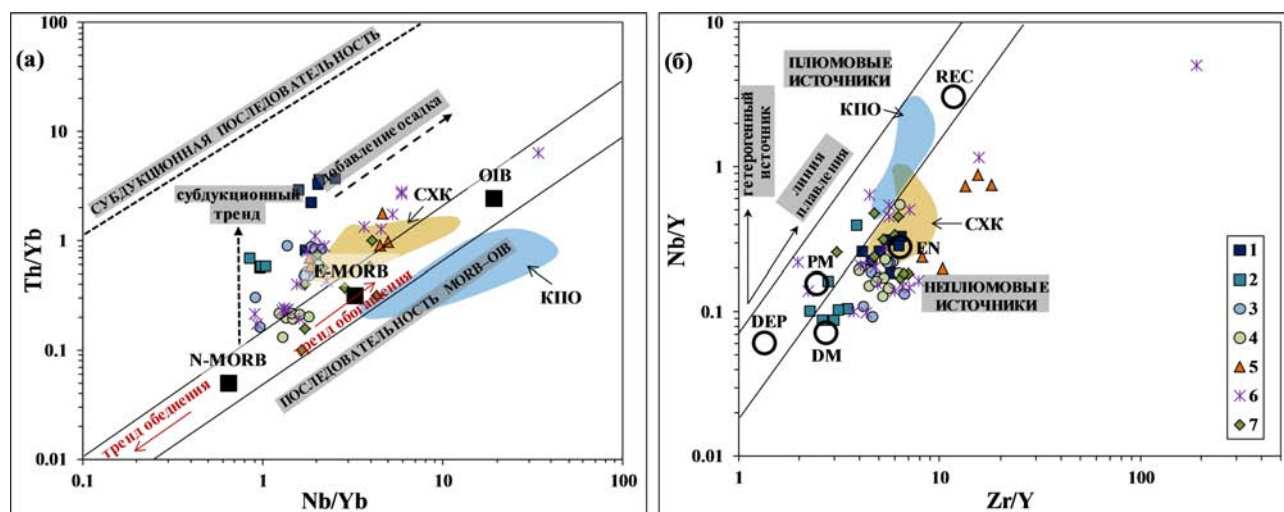 (а)
100
10
1
0.1
0.01
Th/Yb
0.1
1
10
100
Nb/Yb
СУБДУКЦИОННАЯ ПОСЛЕДОВАТЕЛЬНОСТЬ
добавление осадка
субдукционный
тренд
СХК
OIB
E-MORB
КПО
тренд обогащения
N-MORB
ПОСЛЕДОВАТЕЛЬНОСТЬ MORB–OIB
тренд обеднения
(б)
10
1
0.1
0.01
Nb/Y
1
10
100
Zr/Y
ПЛЮМОВЫЕ
ИСТОЧНИКИ
REC
КПО
гетерогенный
источник
линия
плавления
СХК
EN
PM
НЕПЛЮМОВЫЕ
ИСТОЧНИКИ
DEP
DM
1
2
3
4
5
6
7